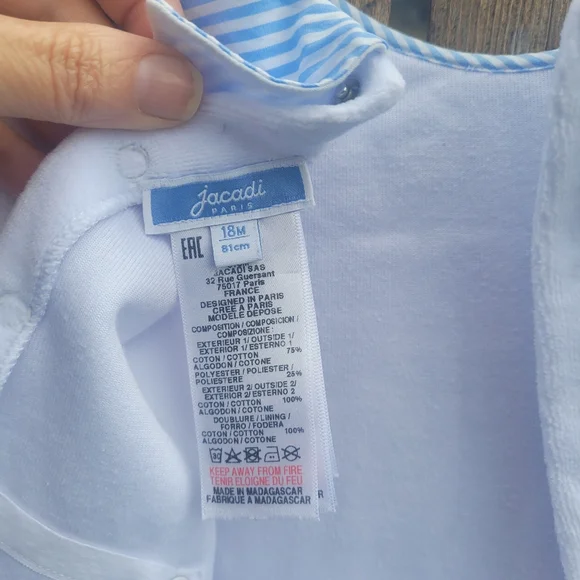 jacadi
PARIS
18M
81cm
EAC
JACADI SAS
32 Rue Guersant
75017 Paris
FRANCE
DESIGNED IN PARIS
CREE A PARIS
MODELE DEPOSE
COMPOSITION / COMPOSICION /
COMPOSIZIONE :
EXTERIEUR 1/ OUTSIDE 1/
EXTERIOR 1/ ESTERNO 1
COTON / COTTON 75%
ALGODON / COTONE
POLYESTER / POLIESTER / 25%
POLIESTERE
EXTERIEUR 2/ OUTSIDE 2/
EXTERIOR 2/ ESTERNO 2
COTON / COTTON 100%
ALGODON / COTONE
DOUBLURE / LINING /
FORRO / FODERA
COTON / COTTON 100%
ALGODON / COTONE
30
KEEP AWAY FROM FIRE
TENIR ELOIGNE DU FEU
MADE IN MADAGASCAR
FABRIQUE A MADAGASCAR